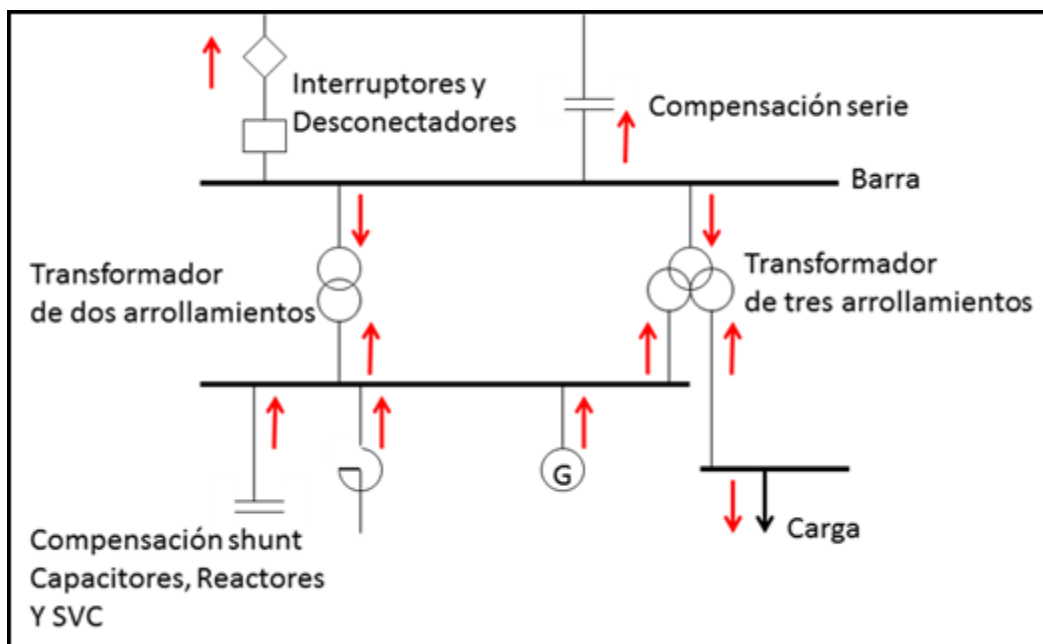 Interruptores y
Desconectadores
Compensación serie
Barra
Transformador
de dos arrollamientos
Transformador
de tres arrollamientos
G
Carga
Compensación shunt
Capacitores, Reactores
Y SVC